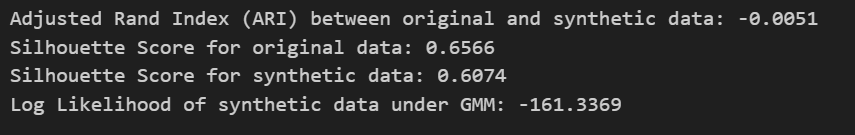 Adjusted Rand Index (ARI) between original and synthetic data: -0.0051
Silhouette Score for original data: 0.6566
Silhouette Score for synthetic data: 0.6074
Log Likelihood of synthetic data under GMM: -161.3369